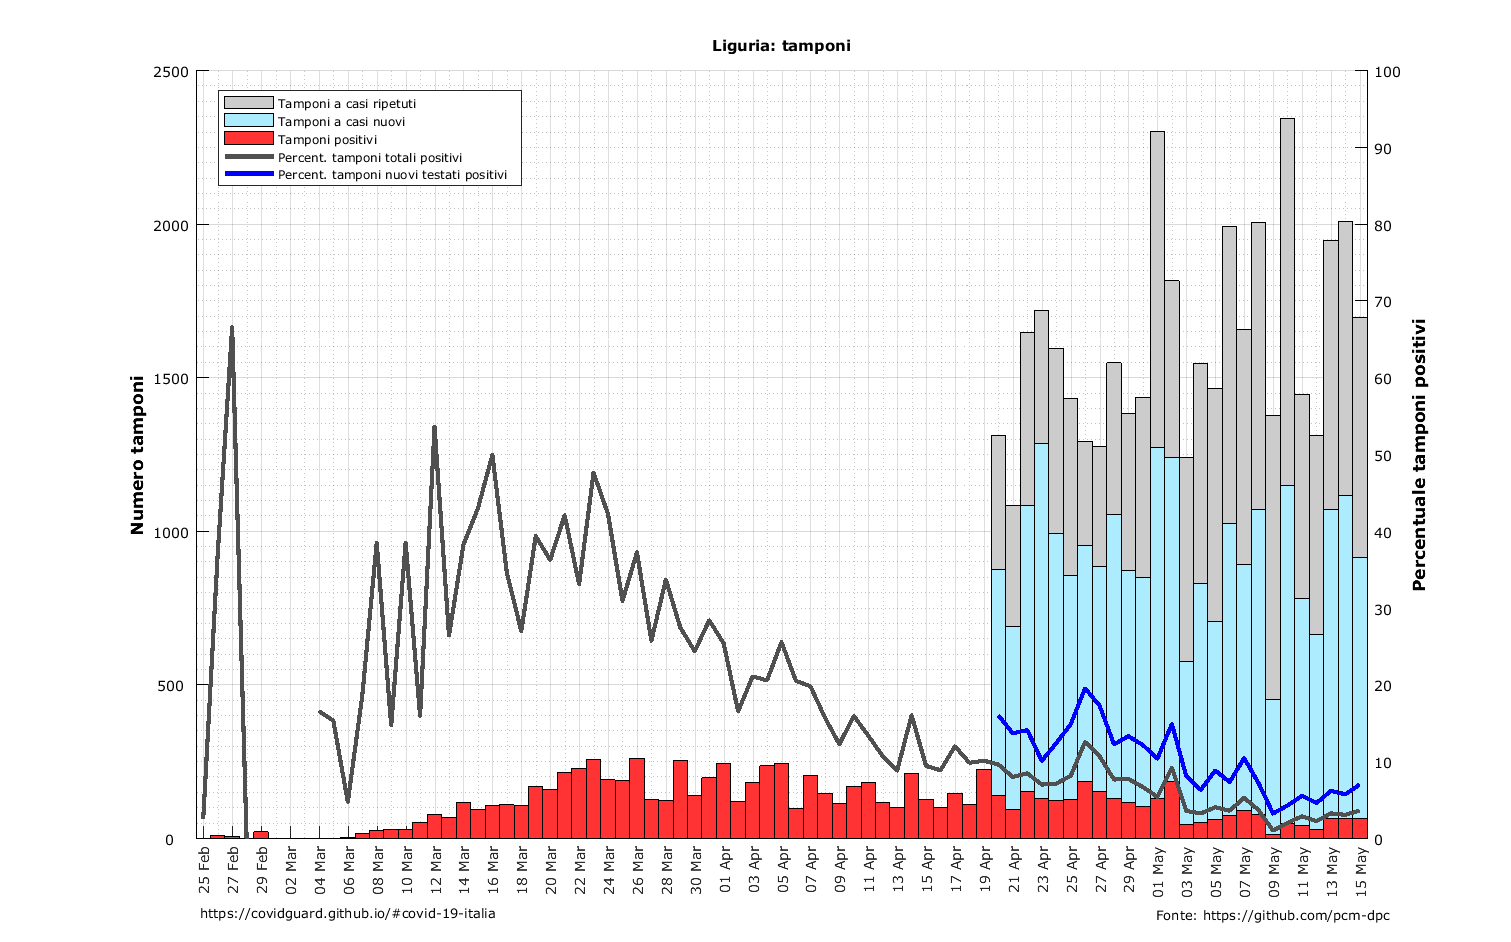 Liguria: tamponi
Tamponi a casi ripetuti
Tamponi a casi nuovi
Tamponi positivi
Percent. tamponi totali positivi
Percent. tamponi nuovi testati positivi
Numero tamponi
2500
2000
1500
1000
500
0
Percentuale tamponi positivi
100
90
80
70
60
50
40
30
20
10
0
25 Feb
27 Feb
29 Feb
02 Mar
04 Mar
06 Mar
08 Mar
10 Mar
12 Mar
14 Mar
16 Mar
18 Mar
20 Mar
22 Mar
24 Mar
26 Mar
28 Mar
30 Mar
01 Apr
03 Apr
05 Apr
07 Apr
09 Apr
11 Apr
13 Apr
15 Apr
17 Apr
19 Apr
21 Apr
23 Apr
25 Apr
27 Apr
29 Apr
01 May
03 May
05 May
07 May
09 May
11 May
13 May
15 May
https://covidguard.github.io/#covid-19-italia
Fonte: https://github.com/pcm-dpc